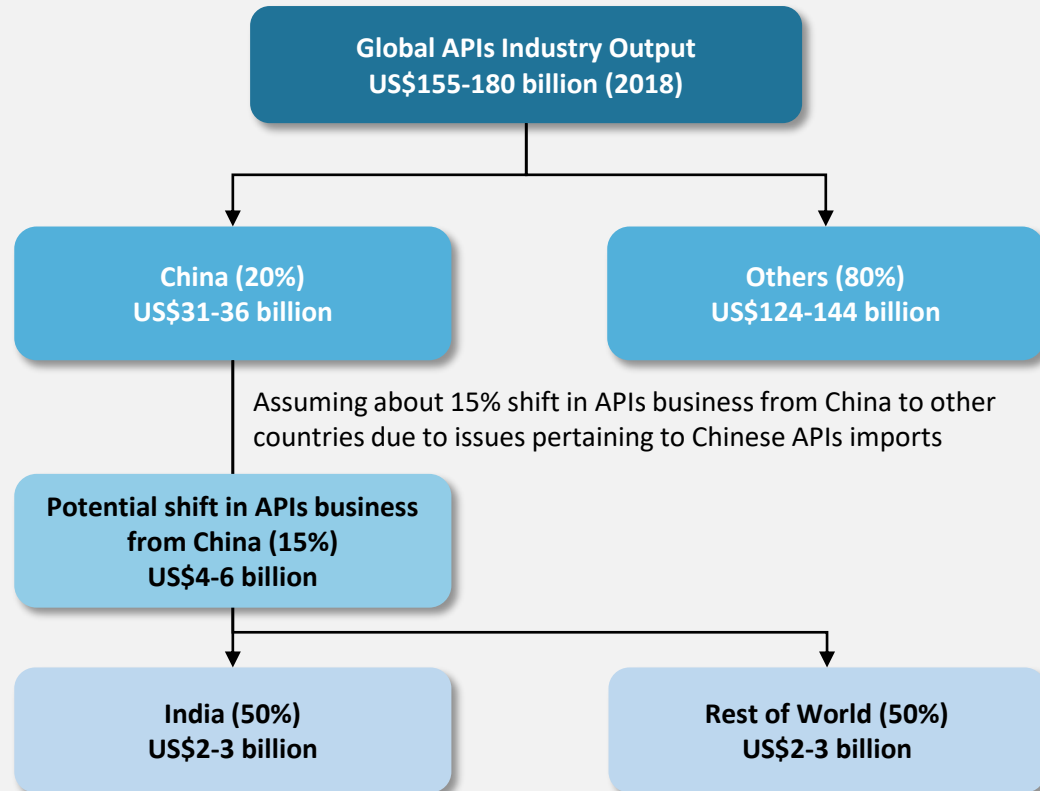 Global APIs Industry Output
US$155-180 billion (2018)
China (20%)
US$31-36 billion
Others (80%)
US$124-144 billion
Assuming about 15% shift in APIs business from China to other
countries due to issues pertaining to Chinese APIs imports
Potential shift in APIs business
from China (15%)
US$4-6 billion
India (50%)
US$2-3 billion
Rest of World (50%)
US$2-3 billion